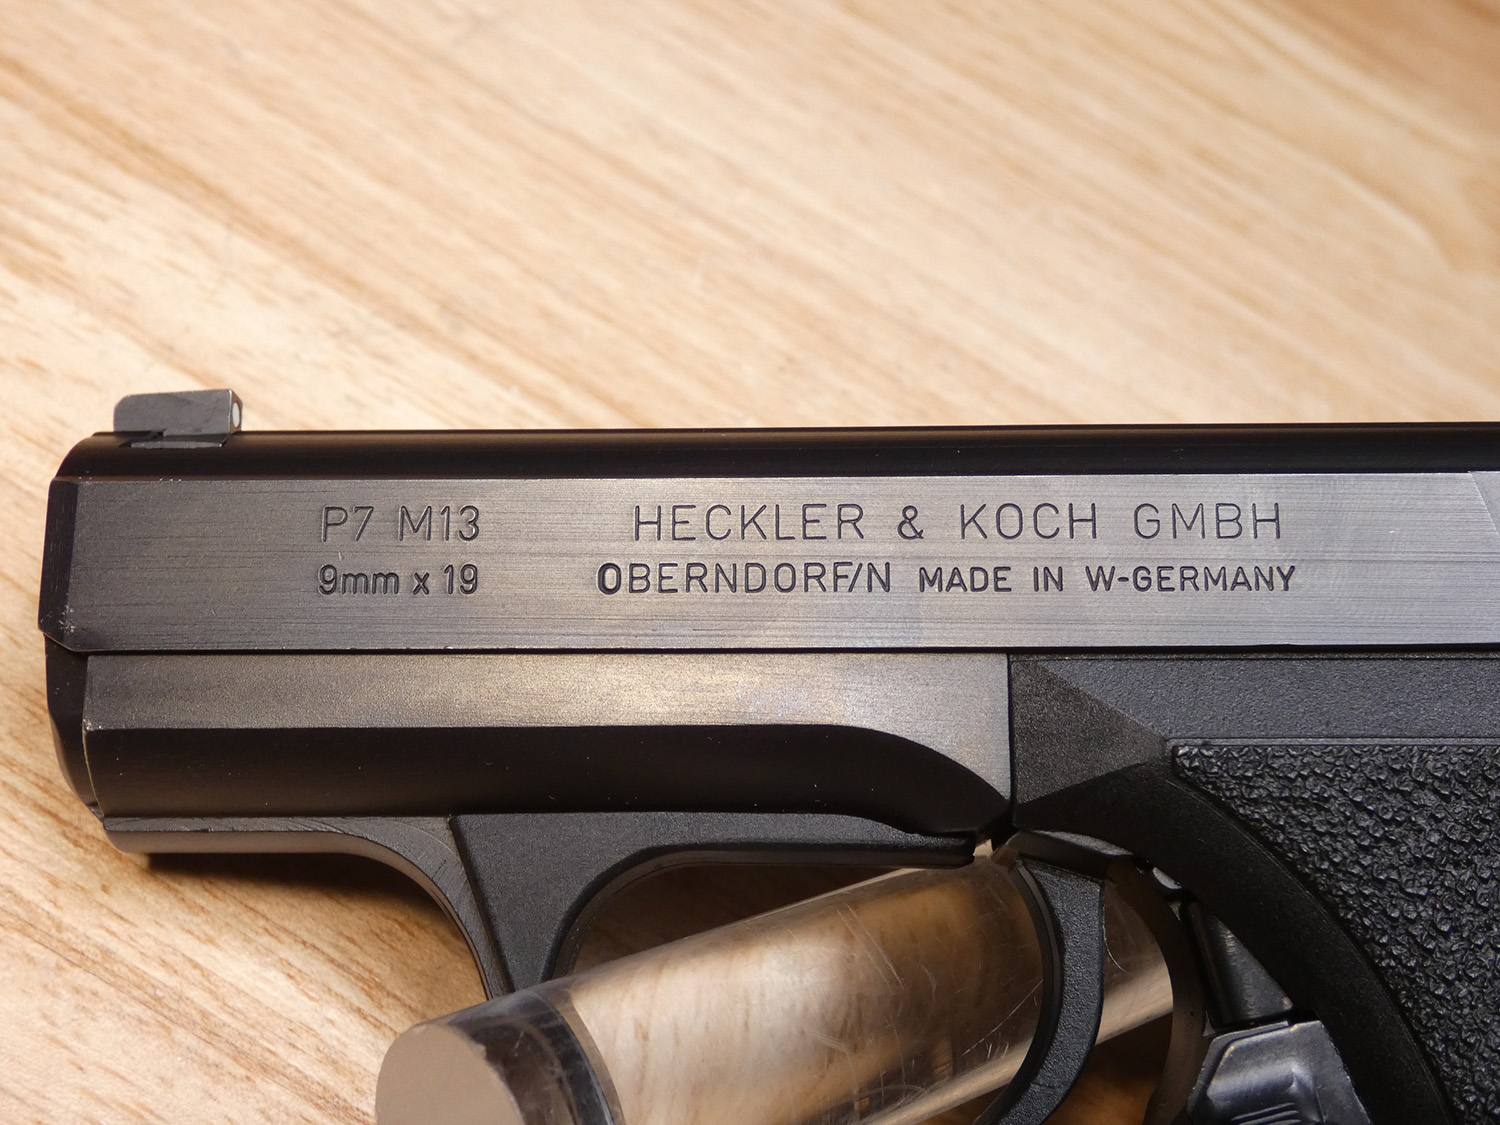 P7 M13 HECKLER & KOCH GMBH
9mm x 19 OBERNDORF/N MADE IN W-GERMANY